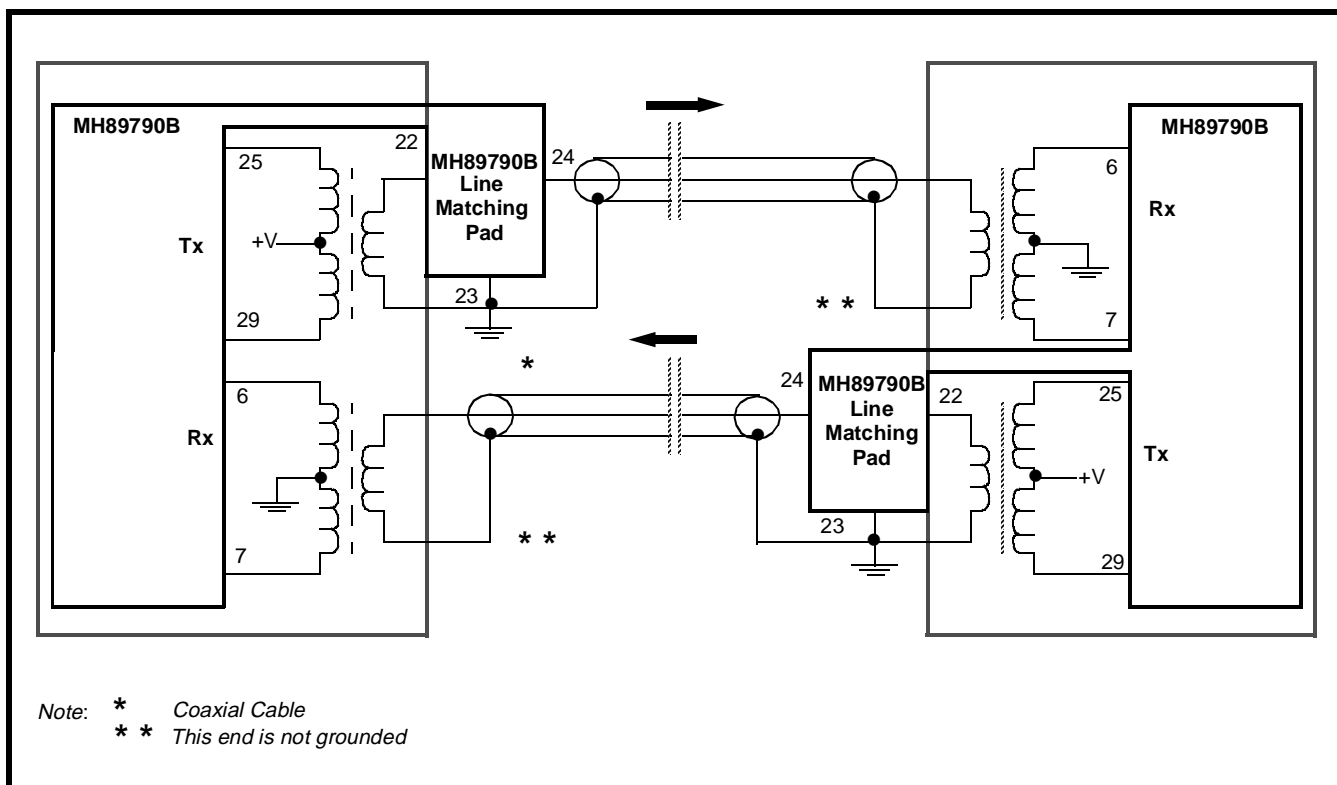 MH89790B
25
Tx
+V
29
22
MH89790B
Line
Matching
Pad
24
23
MH89790B
6
Rx
7
* *
*
6
Rx
7
* *
24
MH89790B
Line
Matching
Pad
22
23
25
Tx
+V
29
Note: * Coaxial Cable
* * This end is not grounded